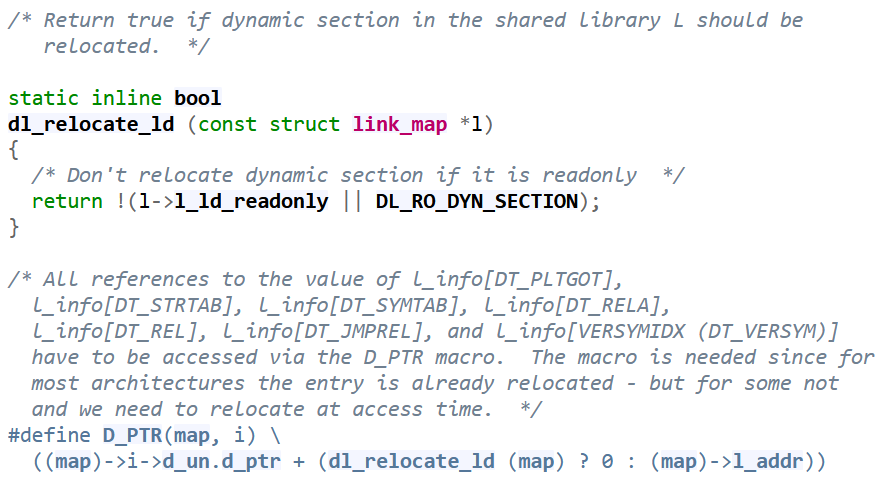 /* Return true if dynamic section in the shared library L should be
   relocated.  */

static inline bool
dl_relocate_ld (const struct link_map *l)
{
  /* Don't relocate dynamic section if it is readonly  */
  return !(l->l_ld_readonly || DL_RO_DYN_SECTION);
}

/* All references to the value of l_info[DT_PLTGOT],
  l_info[DT_STRTAB], l_info[DT_SYMTAB], l_info[DT_RELA],
  l_info[DT_REL], l_info[DT_JMPREL], and l_info[VERSYMIDX (DT_VERSYM)]
  have to be accessed via the D_PTR macro.  The macro is needed since for
  most architectures the entry is already relocated - but for some not
  and we need to relocate at access time.  */
#define D_PTR(map, i) \
  ((map)->i->d_un.d_ptr + (dl_relocate_ld (map) ? 0 : (map)->l_addr))